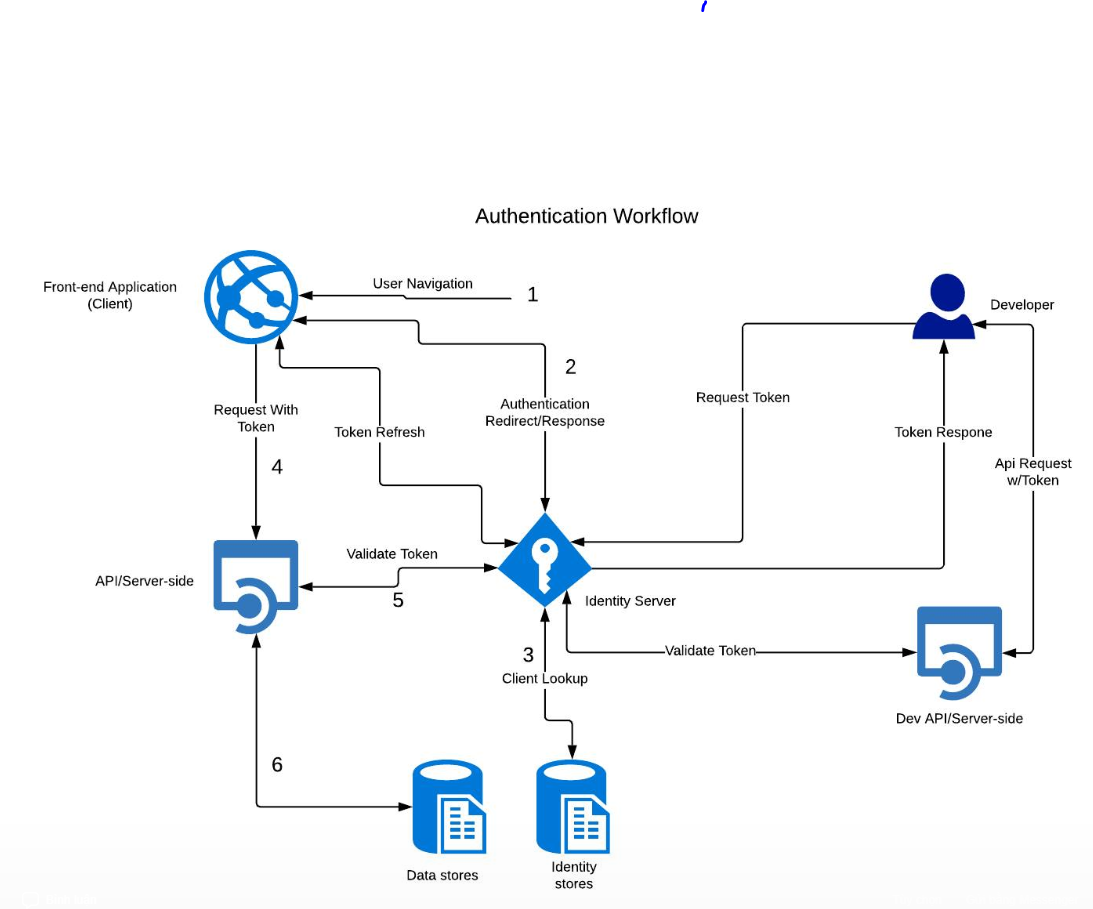 Authentication Workflow
User Navigation
1
Front-end Application
(Client)
Developer
2
Request Token
Authentication
Redirect/Response
Request With
Token
Token Refresh
Token Respone
4
Api Request
w/Token
Validate Token
API/Server-side
5
Identity Server
3
Validate Token
Client Lookup
Dev API/Server-side
6
Data stores
Identity
stores